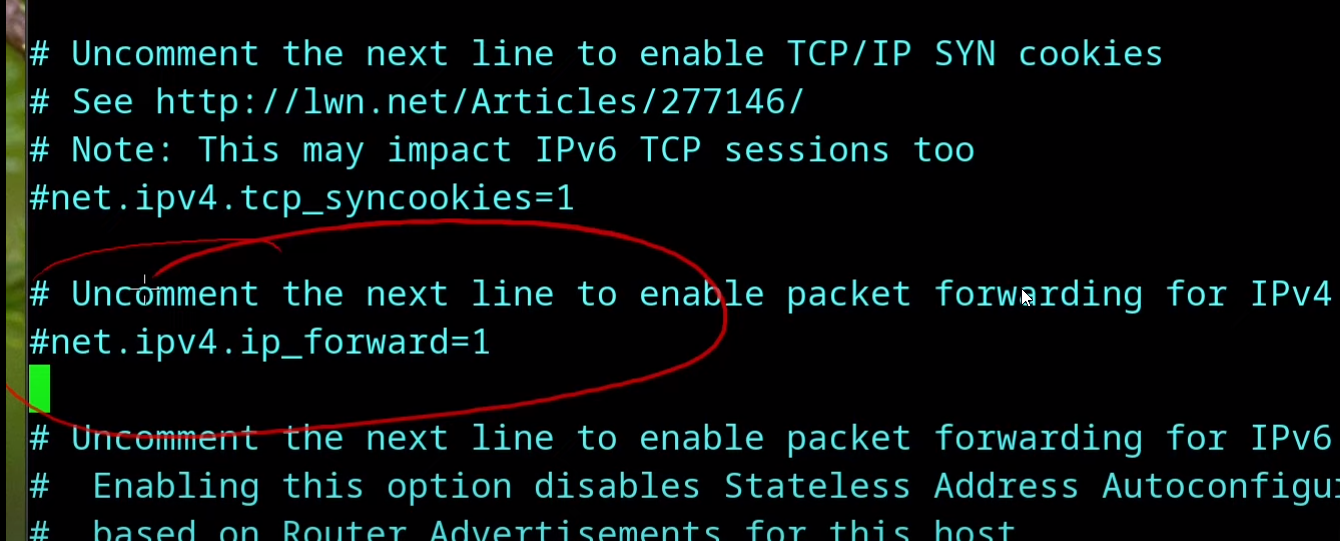 # Uncomment the next line to enable TCP/IP SYN cookies
# See http://lwn.net/Articles/277146/
# Note: This may impact IPv6 TCP sessions too
#net.ipv4.tcp_syncookies=1
# Uncomment the next line to enable packet forwarding for IPv4
#net.ipv4.ip_forward=1
# Uncomment the next line to enable packet forwarding for IPv6
#  Enabling this option disables Stateless Address
#  based on Router Advertisements for this host